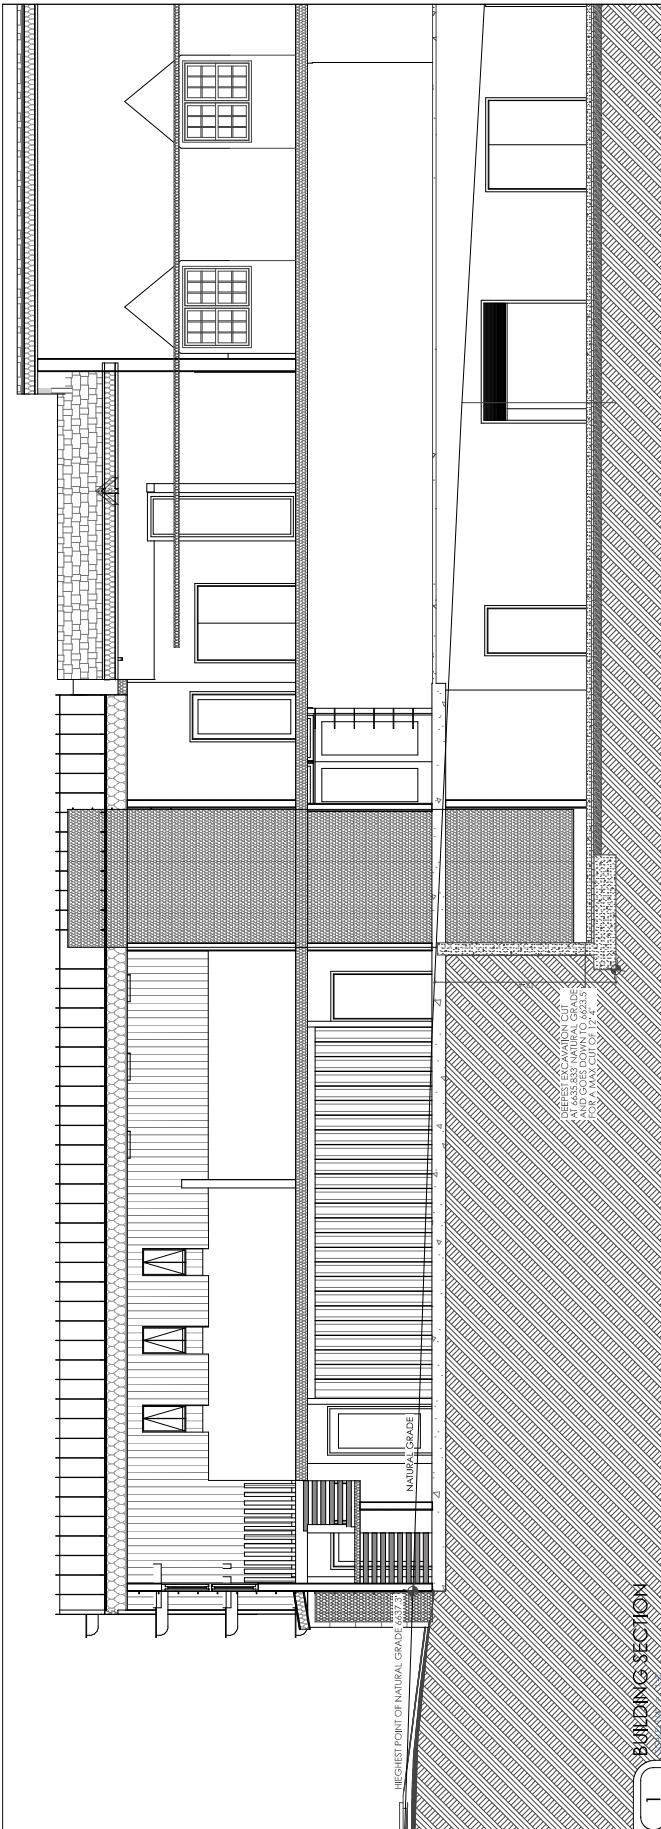 HIEGHEST POINT OF NATURAL GRADE 6637.3'
NATURAL GRADE
DEEPEST EXCAVATION CUT
AT 6635.833' NATURAL GRADE
AND GOES DOWN TO 6623.5'
FOR A MAX CUT OF 12'-4"
1
BUILDING SECTION